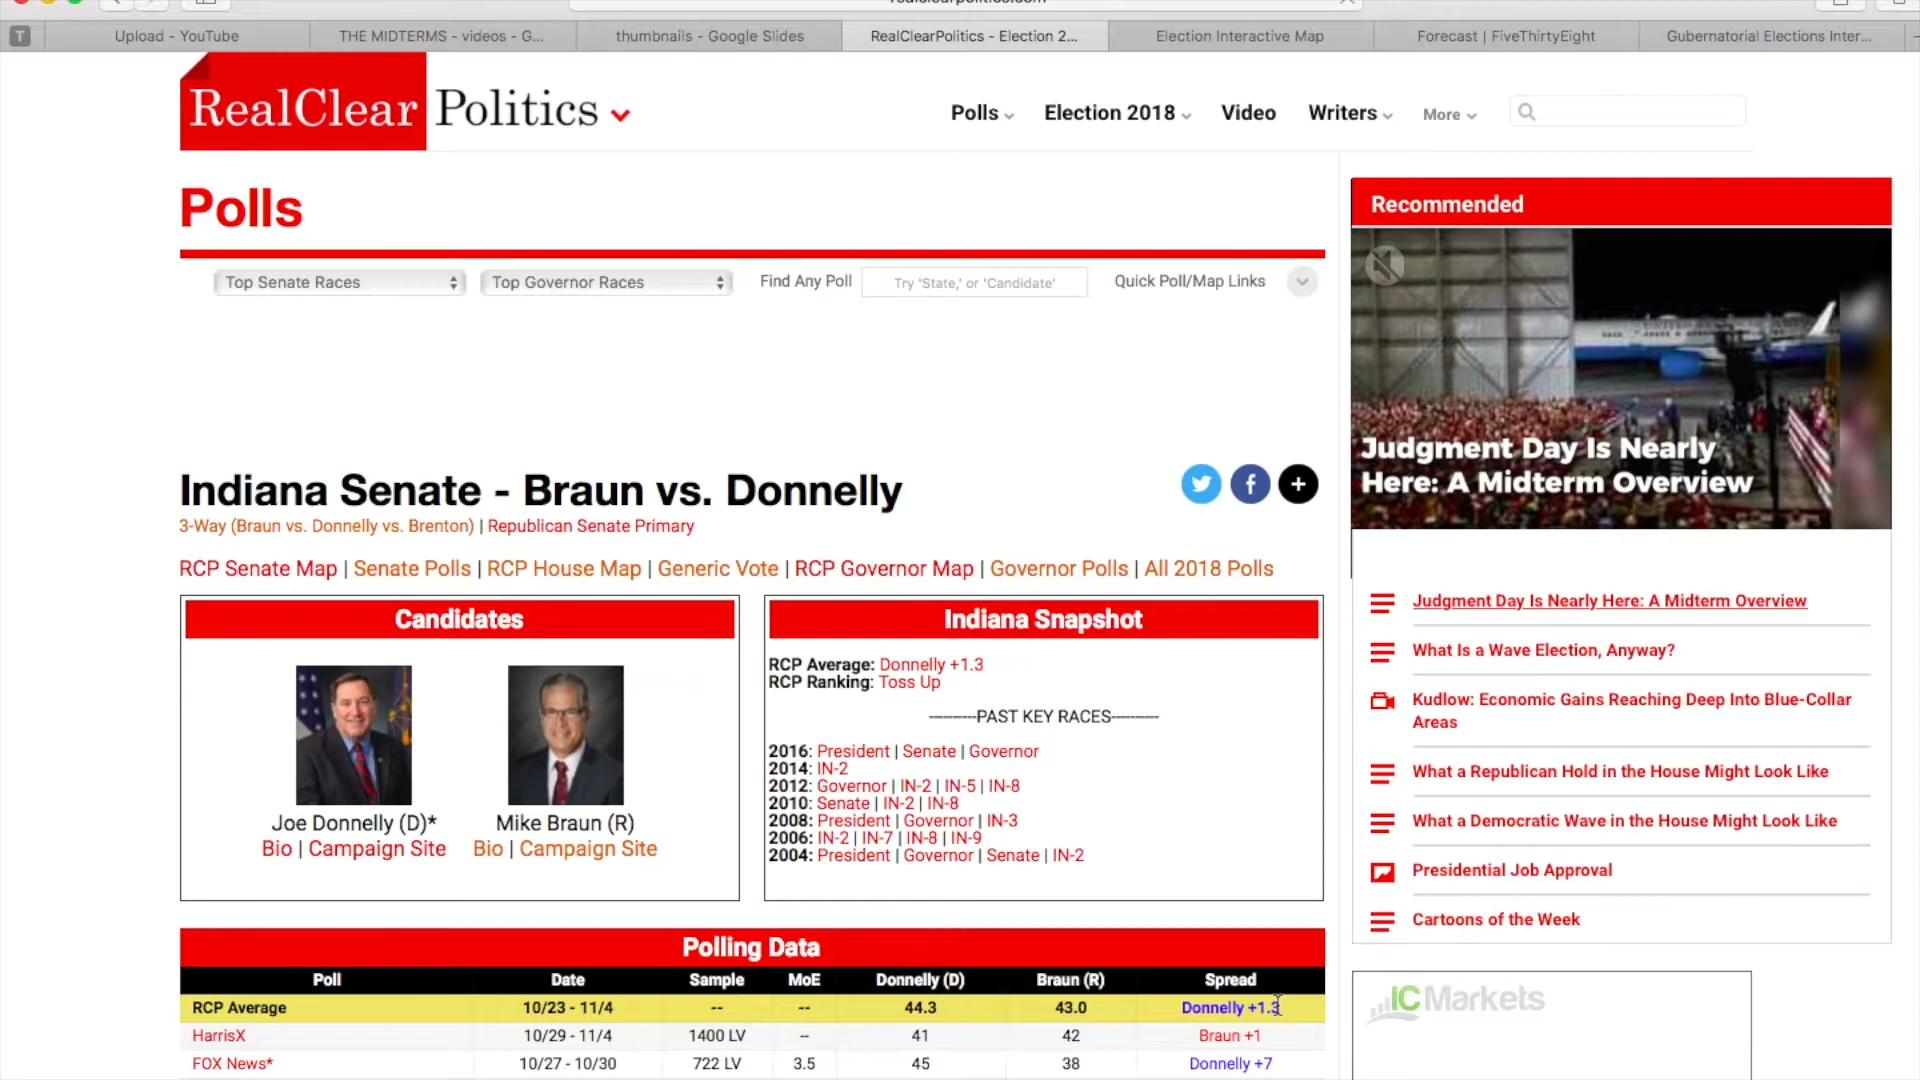 T
Upload - YouTube
THE MIDTERMS - videos - G...
thumbnails - Google Slides
RealClearPolitics - Election 2...
Election Interactive Map
Forecast | FiveThirtyEight
Gubernatorial Elections Inter...
RealClear Politics
Polls
Election 2018
Video
Writers
More
Polls
Top Senate Races
Top Governor Races
Find Any Poll
Try 'State,' or 'Candidate'
Quick Poll/Map Links
Indiana Senate - Braun vs. Donnelly
3-Way (Braun vs. Donnelly vs. Brenton) | Republican Senate Primary
RCP Senate Map | Senate Polls | RCP House Map | Generic Vote | RCP Governor Map | Governor Polls | All 2018 Polls
Candidates
Joe Donnelly (D)*
Bio | Campaign Site
Mike Braun (R)
Bio | Campaign Site
Indiana Snapshot
RCP Average: Donnelly +1.3
RCP Ranking: Toss Up
----------PAST KEY RACES----------
2016: President | Senate | Governor
2014: IN-2
2012: Governor | IN-2 | IN-5 | IN-8
2010: Senate | IN-2 | IN-8
2008: President | Governor | IN-3
2006: IN-2 | IN-7 | IN-8 | IN-9
2004: President | Governor | Senate | IN-2
Polling Data
Poll Date Sample MoE Donnelly (D) Braun (R) Spread
RCP Average 10/23 - 11/4 -- -- 44.3 43.0 Donnelly +1.3
HarrisX 10/29 - 11/4 1400 LV -- 41 42 Braun +1
FOX News* 10/27 - 10/30 722 LV 3.5 45 38 Donnelly +7
Recommended
Judgment Day Is Nearly
Here: A Midterm Overview
Judgment Day Is Nearly Here: A Midterm Overview
What Is a Wave Election, Anyway?
Kudlow: Economic Gains Reaching Deep Into Blue-Collar
Areas
What a Republican Hold in the House Might Look Like
What a Democratic Wave in the House Might Look Like
Presidential Job Approval
Cartoons of the Week
IC Markets